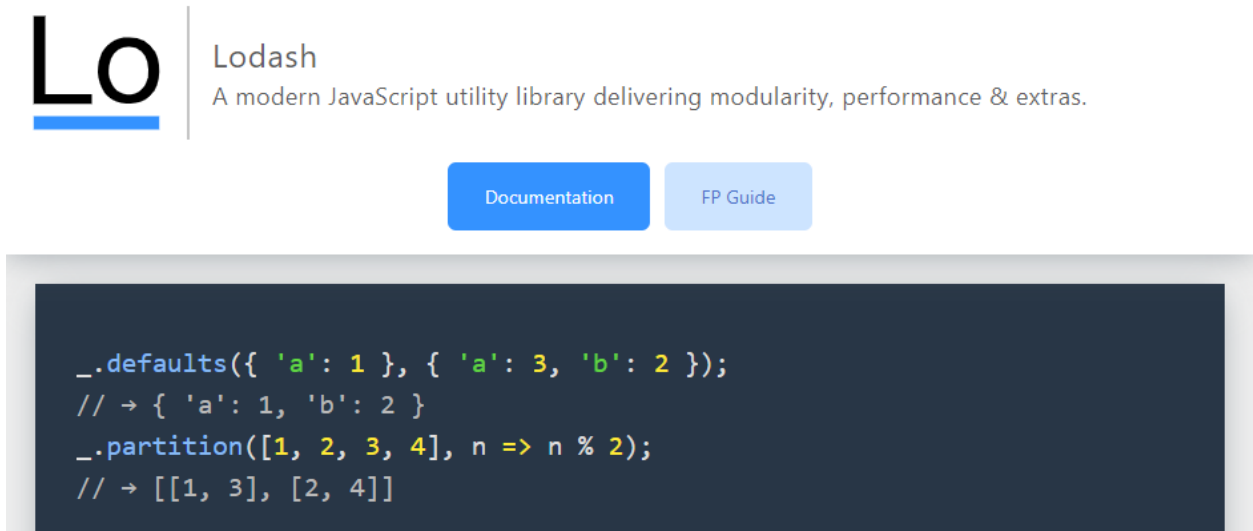 Lo
Lodash
A modern JavaScript utility library delivering modularity, performance & extras.
Documentation
FP Guide
_.defaults({ 'a': 1 }, { 'a': 3, 'b': 2 });
// → { 'a': 1, 'b': 2 }
_.partition([1, 2, 3, 4], n => n % 2);
// → [[1, 3], [2, 4]]